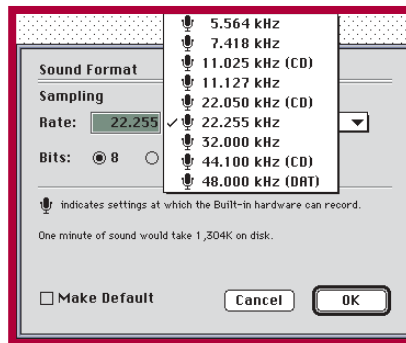 5.564 kHz
7.418 kHz
Sound Format 11.025 kHz (CD)
11.127 kHz
Sampling 22.050 kHz (CD)
Rate: 22.255 ✓ 22.255 kHz
32.000 kHz
Bits: 8 44.100 kHz (CD)
48.000 kHz (DAT)
indicates settings at which the Built-in hardware can record.
One minute of sound would take 1,304K on disk.
Make Default Cancel OK